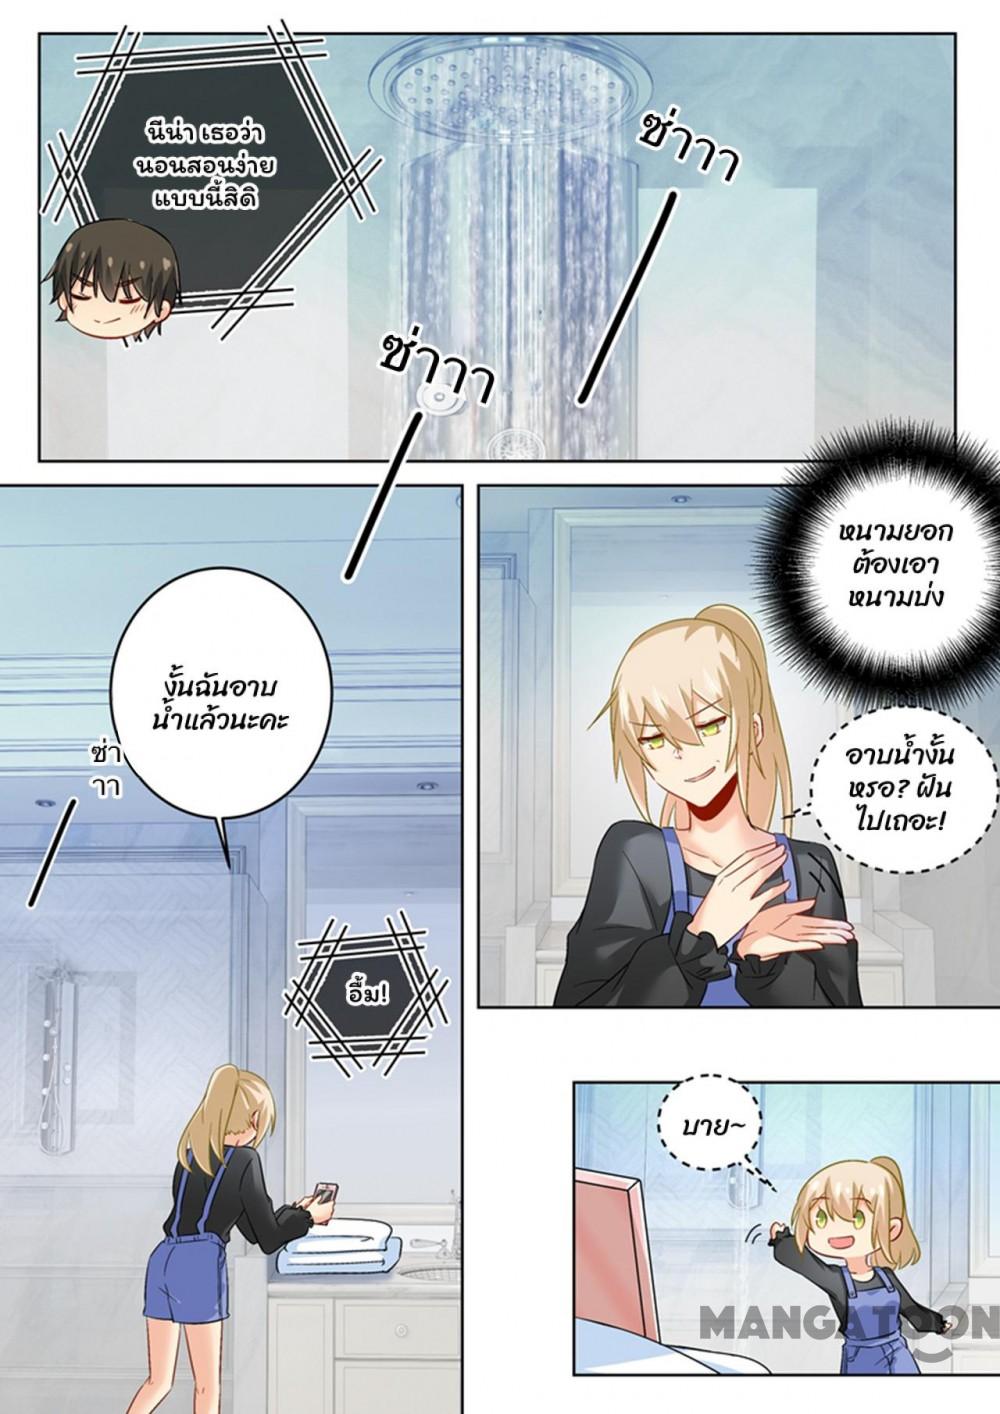 นีน่า เธอว่า
นอนสอนง่าย
แบบนี้สิดิ
ซ่าาา
ซ่าาา
หนามยอก
ต้องเอา
หนามบ่ง
อาบน้ำงั้น
หรอ? ฝัน
ไปเถอะ!
งั้นฉันอาบ
น้ำแล้วนะคะ
ซ่า
าา
อื้ม!
บาย~
MANGATOON